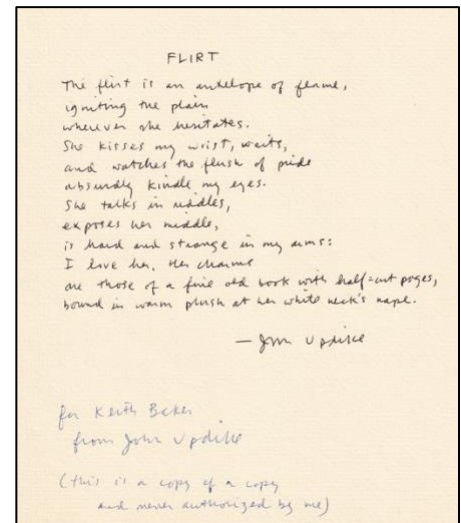 FLIRT
The flirt is an antelope of flame,
igniting the plain
wherever she hesitates.
She kisses my wrist, waits,
and watches the flush of pride
absurdly kindle my eyes.
She talks in riddles,
exposes her middle,
is hard and strange in my arms:
I love her. Her charms
are those of a fine old book with half-cut pages,
bound in warm plush at her white neck's nape.
— John Updike
for Keith Baker
from John Updike
(this is a copy of a copy
and never authorized by me)